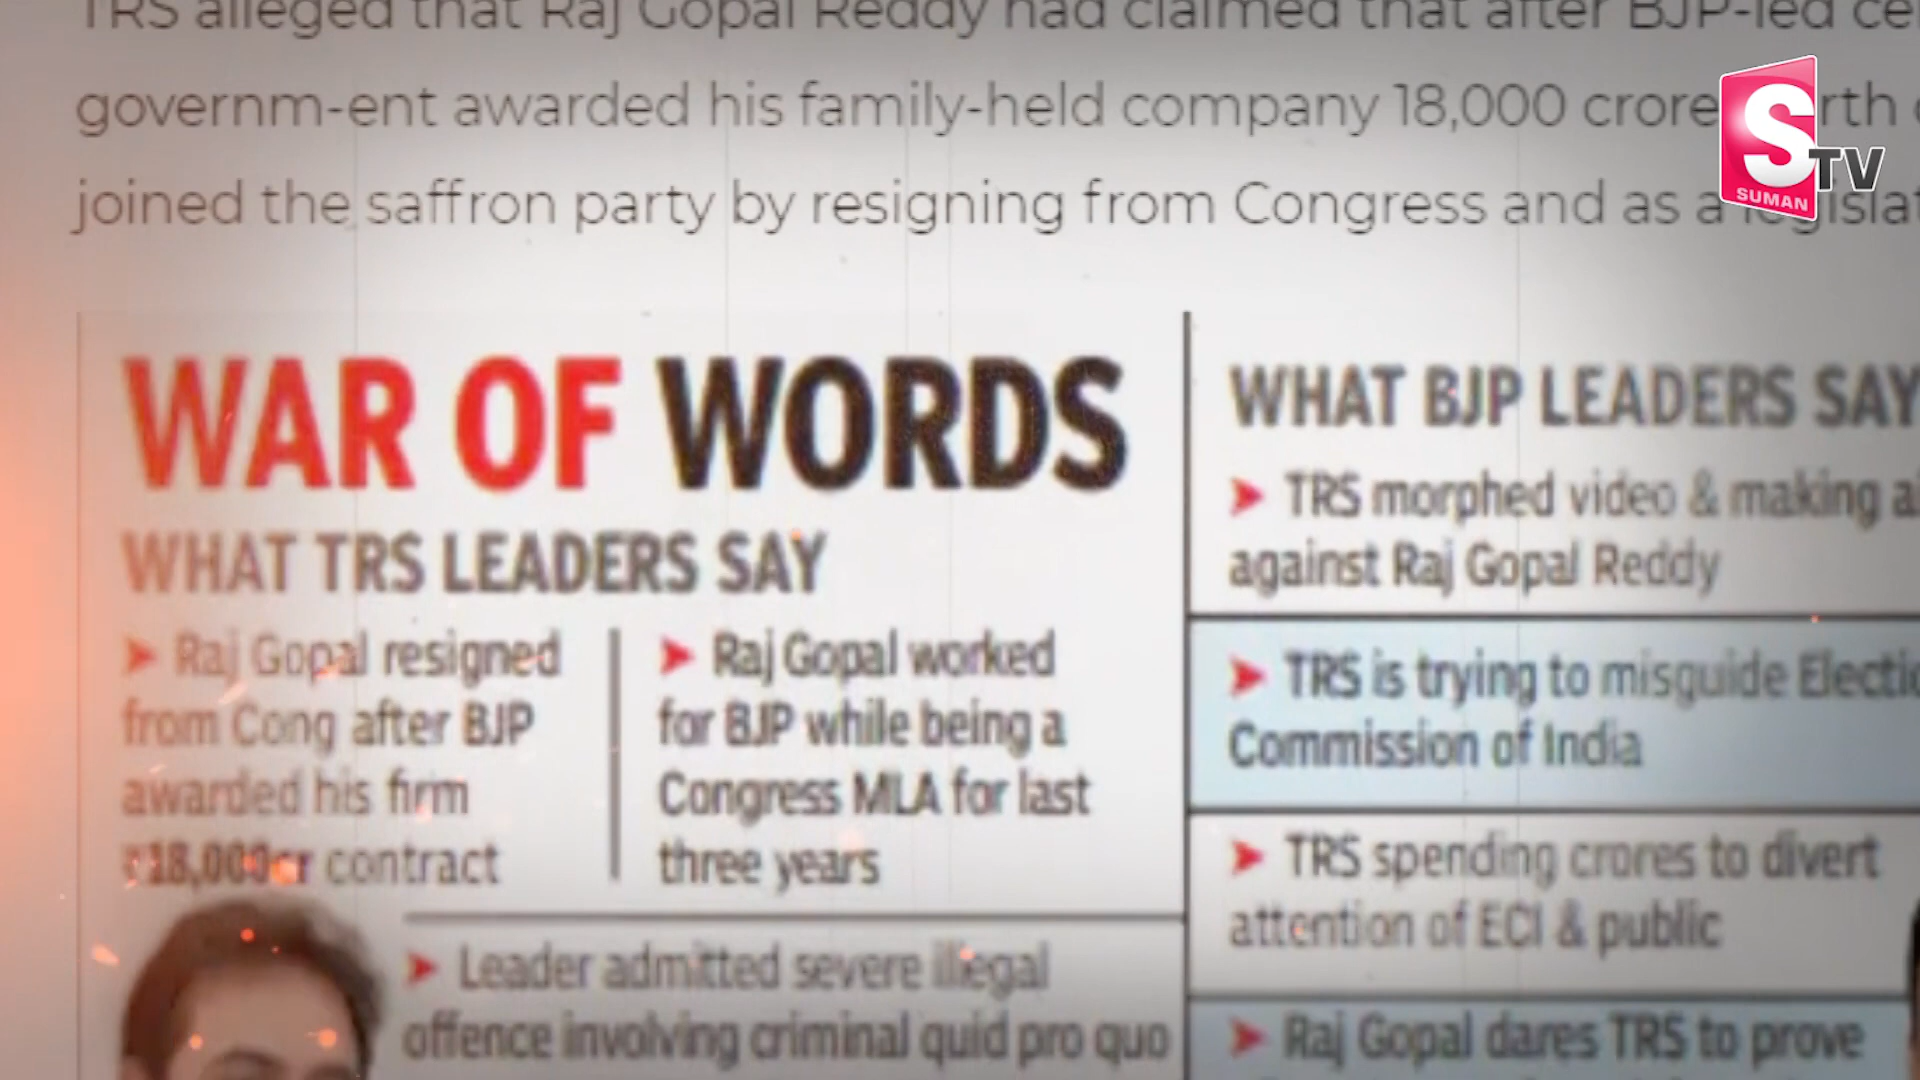 TRS alleged that Raj Gopal Reddy had claimed that after BJP-led ce
governm-ent awarded his family-held company 18,000 crore
joined the saffron party by resigning from Congress and as a
S
TV
SUMAN
WAR OF WORDS
WHAT TRS LEADERS SAY
Raj Gopal resigned
from Cong after BJP
awarded his firm
₹18,000cr contract
Raj Gopal worked
for BJP while being a
Congress MLA for last
three years
Leader admitted severe illegal
offence involving criminal quid pro quo
WHAT BJP LEADERS SAY
TRS morphed video & making
against Raj Gopal Reddy
TRS is trying to misguide
Commission of India
TRS spending crores to divert
attention of ECI & public
Raj Gopal dares TRS to prove